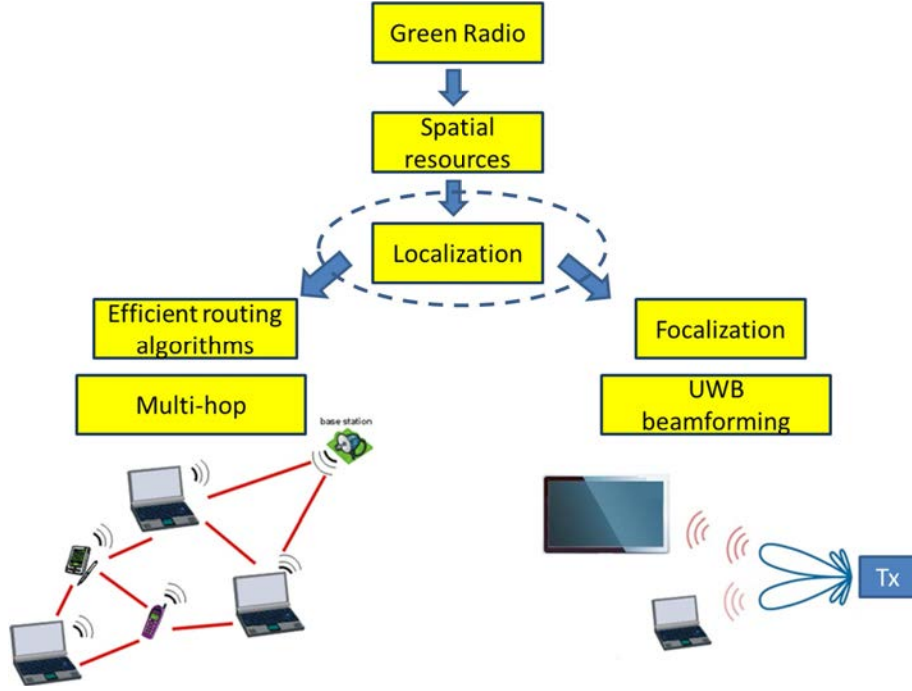 Green Radio
Spatial
resources
Localization
Efficient routing
algorithms
Focalization
Multi-hop
UWB
beamforming
base station
Tx